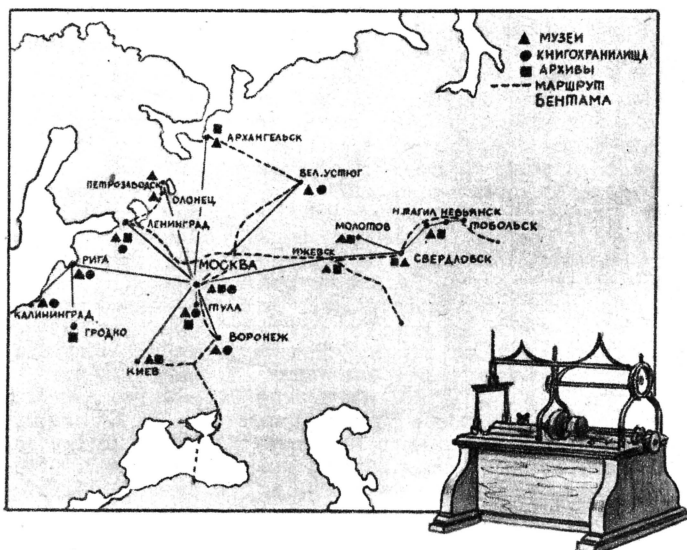 МУЗЕИ
КНИГОХРАНИЛИЩА
АРХИВЫ
МАРШРУТ
БЕНТАМА
АРХАНГЕЛЬСК
ВЕЛ. УСТЮГ
ПЕТРОЗАВОДСК
ОЛОНЕЦ
ЛЕНИНГРАД
Н.ТАГИЛ НЕВЬЯНСК
ТОБОЛЬСК
МОЛОТОВ
ИЖЕВСК
СВЕРДЛОВСК
МОСКВА
РИГА
ТУЛА
КАЛИНИНГРАД
ГРОДНО
ВОРОНЕЖ
КИЕВ